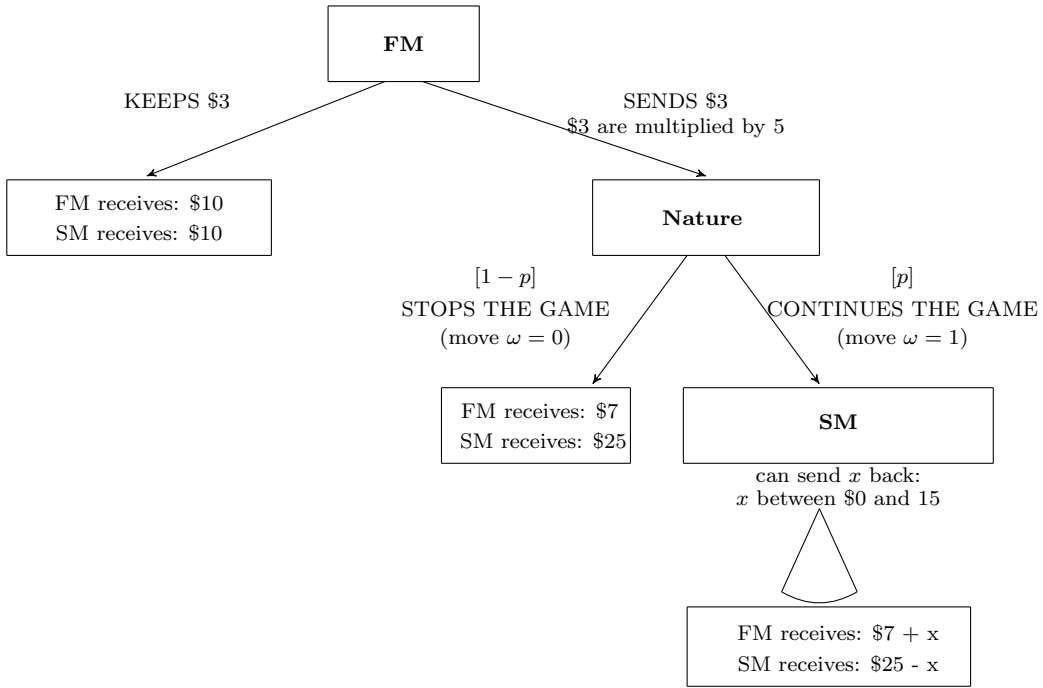 FM
KEEPS $3
SENDS $3
$3 are multiplied by 5
FM receives: $10
SM receives: $10
Nature
[1 − p]
STOPS THE GAME
(move ω = 0)
[p]
CONTINUES THE GAME
(move ω = 1)
FM receives: $7
SM receives: $25
SM
can send x back:
x between $0 and 15
FM receives: $7 + x
SM receives: $25 - x